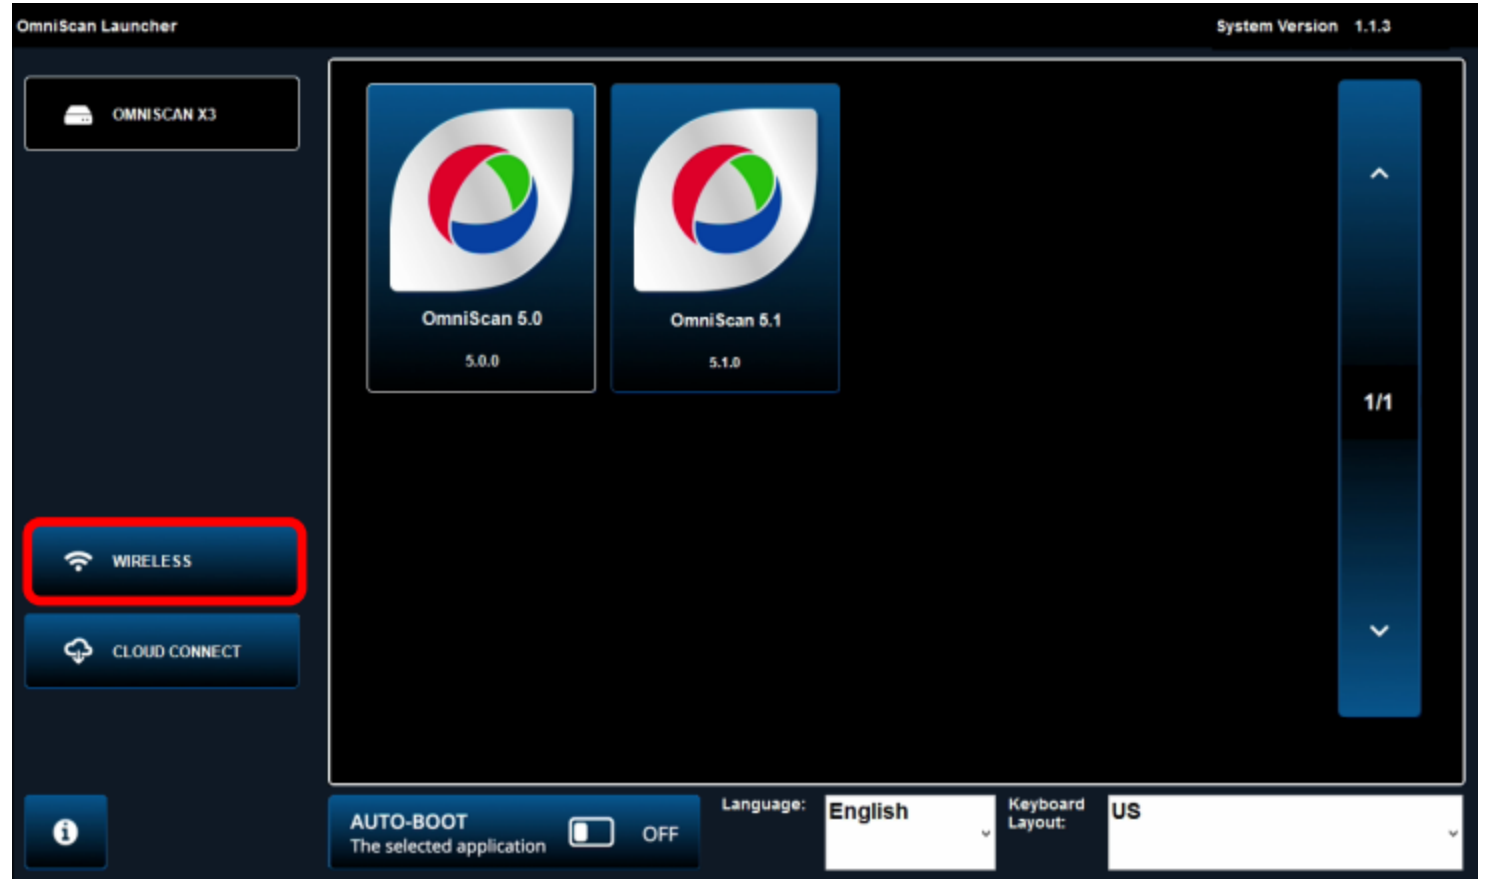 OmniScan Launcher
System Version 1.1.3
OMNISCAN X3
OmniScan 5.0
5.0.0
OmniScan 5.1
5.1.0
1/1
WIRELESS
CLOUD CONNECT
AUTO-BOOT
The selected application
OFF
Language:
English
Keyboard
Layout:
US